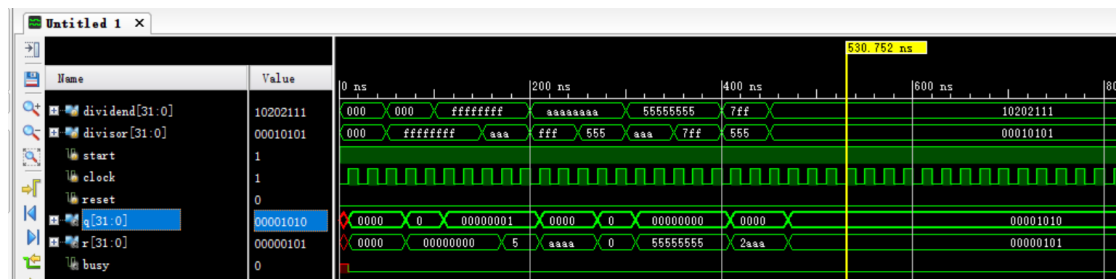 Untitled 1 ×
530.752 ns
Name Value
0 ns 200 ns 400 ns 600 ns 80
dividend[31:0] 10202111 000 000 ffffffff aaaaaaaa 55555555 7ff 10202111
divisor[31:0] 00010101 000 ffffffff aaa fff 555 aaa 7ff 555 00010101
start 1
clock 1
reset 0
q[31:0] 00001010 0000 0 00000001 0000 0 00000000 0000 00001010
r[31:0] 00000101 0000 00000000 5 aaaa 0 55555555 2aaa 00000101
busy 0